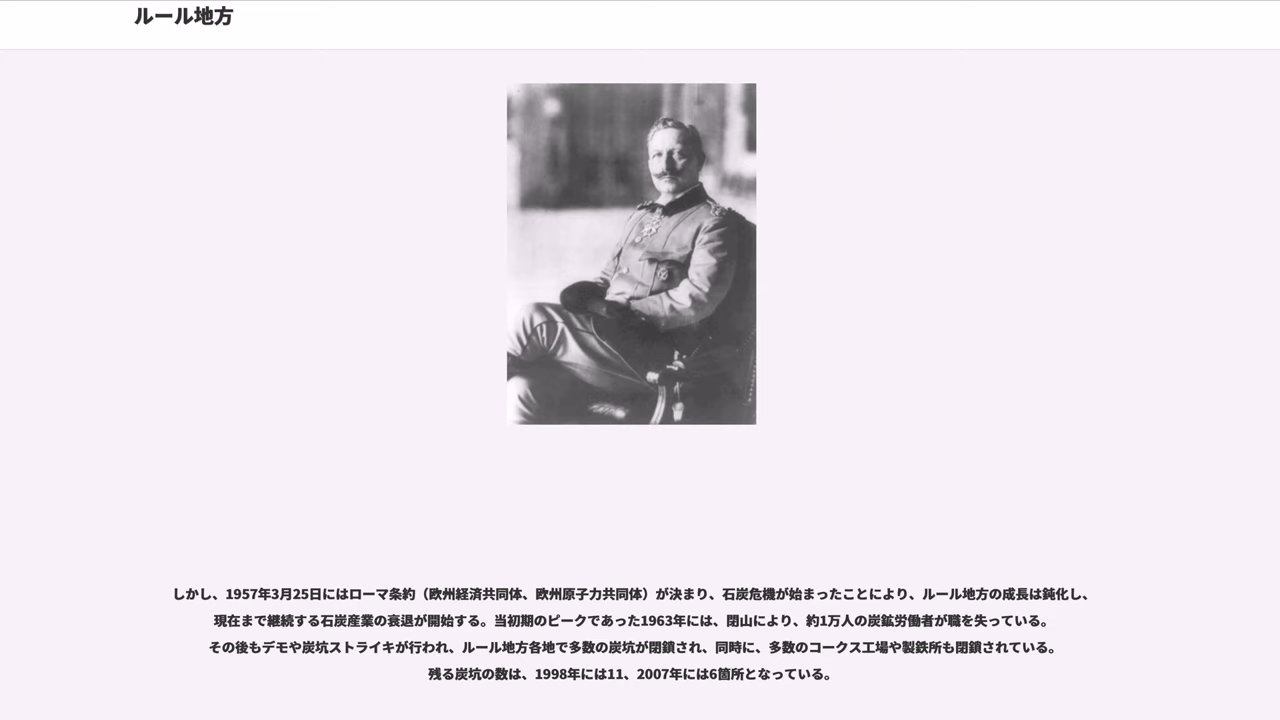 ルール地方
しかし、1957年3月25日にはローマ条約（欧州経済共同体、欧州原子力共同体）が決まり、石炭危機が始まったことにより、ルール地方の成長は鈍化し、
現在まで継続する石炭産業の衰退が開始する。当初期のピークであった1963年には、閉山により、約1万人の炭鉱労働者が職を失っている。
その後もデモや炭坑ストライキが行われ、ルール地方各地で多数の炭坑が閉鎖され、同時に、多数のコークス工場や製鉄所も閉鎖されている。
残る炭坑の数は、1998年には11、2007年には6箇所となっている。